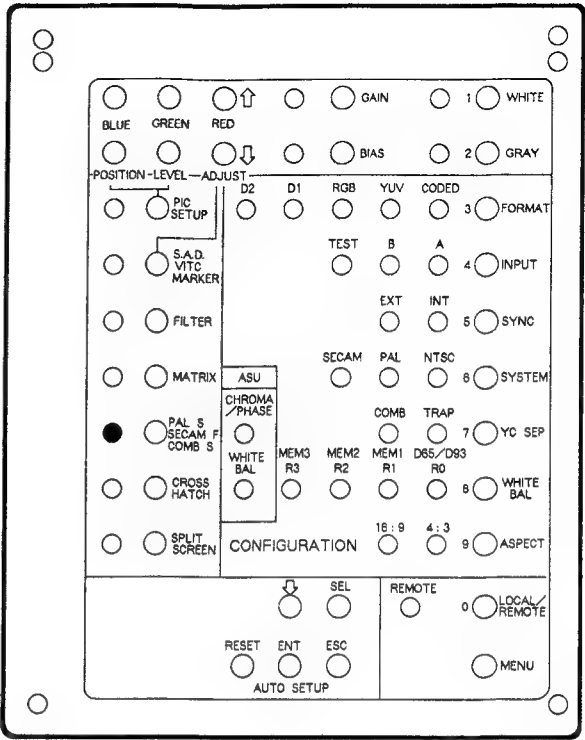 GAIN 1 WHITE
BLUE GREEN RED
BIAS 2 GRAY
POSITION LEVEL ADJUST
D2 D1 RGB YUV CODED
PIC
SETUP
3 FORMAT
TEST B A
S.A.D.
VITC
MARKER
4 INPUT
EXT INT
FILTER
5 SYNC
SECAM PAL NTSC
MATRIX
ASU
6 SYSTEM
CHROMA
/PHASE
COMB TRAP
PAL S
SECAM F
COMB S
7 YC SEP
WHITE
BAL
MEM3 MEM2 MEM1 D65/D93
R3 R2 R1 R0
CROSS
HATCH
8 WHITE
BAL
16:9 4:3
SPLIT
SCREEN
CONFIGURATION
9 ASPECT
SEL
REMOTE
0 LOCAL/
REMOTE
RESET ENT ESC
MENU
AUTO SETUP